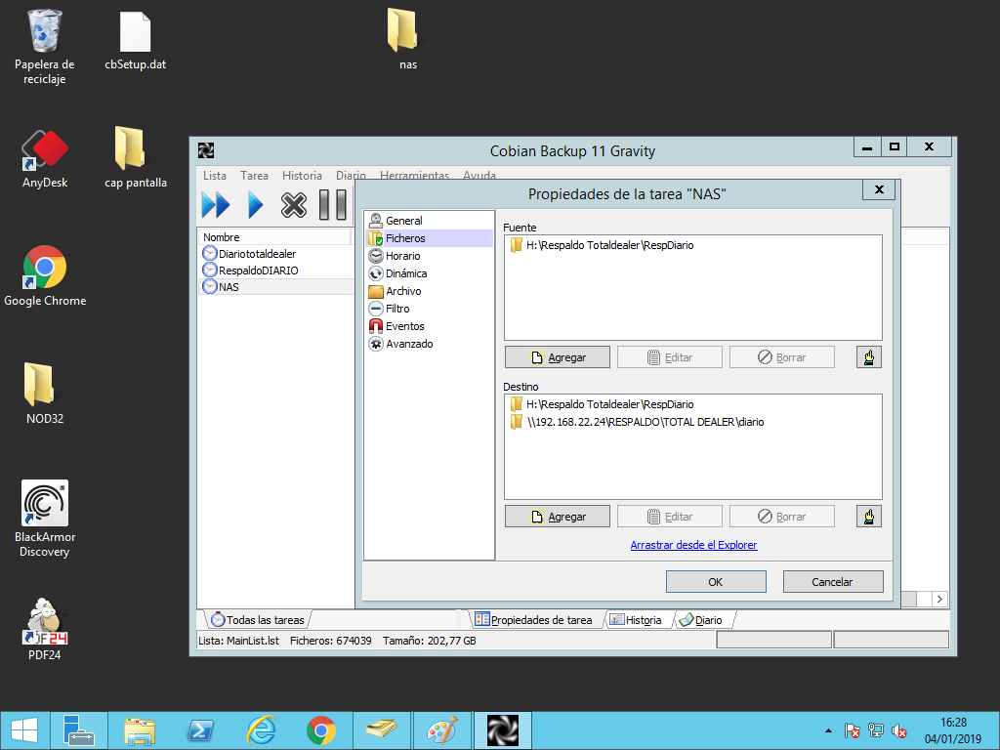 Papelera de
reciclaje
cbSetup.dat
nas
AnyDesk
cap pantalla
Google Chrome
NOD32
BlackArmor
Discovery
PDF24
Cobian Backup 11 Gravity
Lista Tarea Historia Diario Herramientas Ayuda
Nombre
Diariototaldealer
RespaldoDIARIO
NAS
Propiedades de la tarea "NAS"
General
Ficheros
Horario
Dinámica
Archivo
Filtro
Eventos
Avanzado
Fuente
H:\Respaldo Totaldealer\RespDiario
Agregar Editar Borrar
Destino
H:\Respaldo Totaldealer\RespDiario
\\192.168.22.24\RESPALDO\TOTAL DEALER\diario
Agregar Editar Borrar
Arrastrar desde el Explorer
OK Cancelar
Todas las tareas Propiedades de tarea Historia Diario
Lista: MainList.lst Ficheros: 674039 Tamaño: 202,77 GB
16:28
04/01/2019